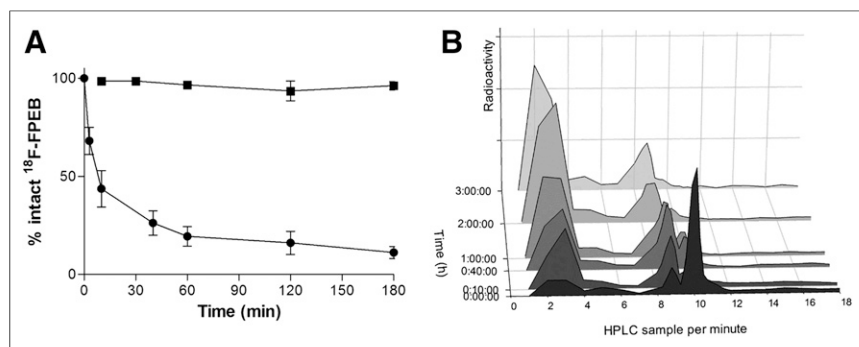 A
% intact 18F-FPEB
100
50
0
0 30 60 90 120 150 180
Time (min)
B
Radioactivity
3:00:00
2:00:00
1:00:00
0:40:00
0:10:00
0:00:00
Time (h)
0 2 4 6 8 10 12 14 16 18
HPLC sample per minute